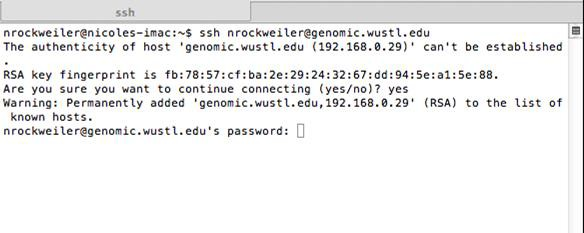 ssh
nrockweiler@nicoles-imac:~$ ssh nrockweiler@genomic.wustl.edu
The authenticity of host 'genomic.wustl.edu (192.168.0.29)' can't be established
.
RSA key fingerprint is fb:78:57:cf:ba:2e:29:24:32:67:dd:94:5e:a1:5e:88.
Are you sure you want to continue connecting (yes/no)? yes
Warning: Permanently added 'genomic.wustl.edu,192.168.0.29' (RSA) to the list of
 known hosts.
nrockweiler@genomic.wustl.edu's password: